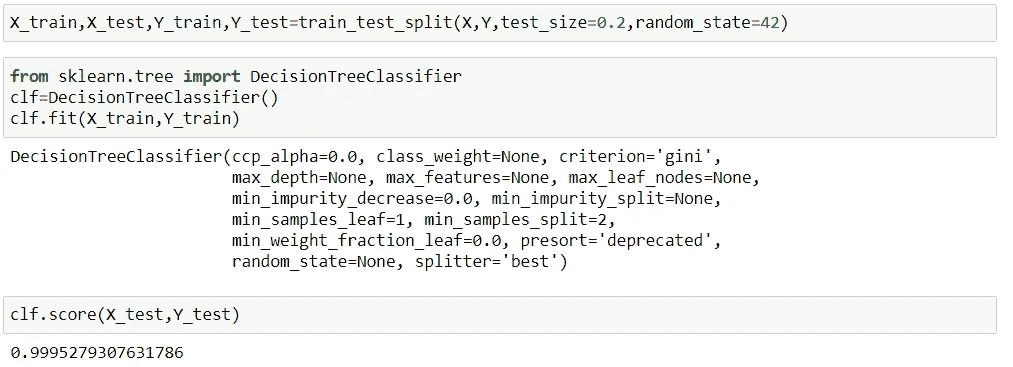 X_train,X_test,Y_train,Y_test=train_test_split(X,Y,test_size=0.2,random_state=42)
from sklearn.tree import DecisionTreeClassifier
clf=DecisionTreeClassifier()
clf.fit(X_train,Y_train)
DecisionTreeClassifier(ccp_alpha=0.0, class_weight=None, criterion='gini',
max_depth=None, max_features=None, max_leaf_nodes=None,
min_impurity_decrease=0.0, min_impurity_split=None,
min_samples_leaf=1, min_samples_split=2,
min_weight_fraction_leaf=0.0, presort='deprecated',
random_state=None, splitter='best')
clf.score(X_test,Y_test)
0.9995279307631786